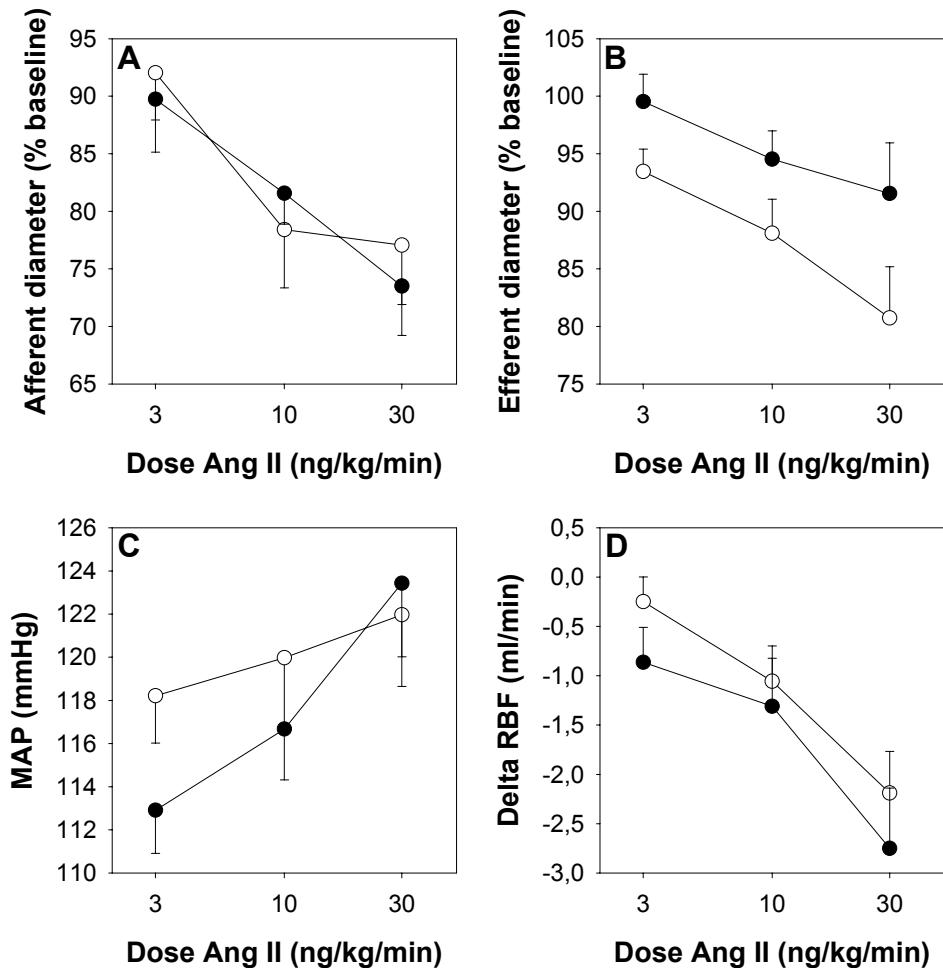 A
Afferent diameter (% baseline)
95
90
85
80
75
70
65
3 10 30
Dose Ang II (ng/kg/min)
B
Efferent diameter (% baseline)
105
100
95
90
85
80
75
3 10 30
Dose Ang II (ng/kg/min)
C
MAP (mmHg)
126
124
122
120
118
116
114
112
110
3 10 30
Dose Ang II (ng/kg/min)
D
Delta RBF (ml/min)
0,5
0,0
-0,5
-1,0
-1,5
-2,0
-2,5
-3,0
3 10 30
Dose Ang II (ng/kg/min)